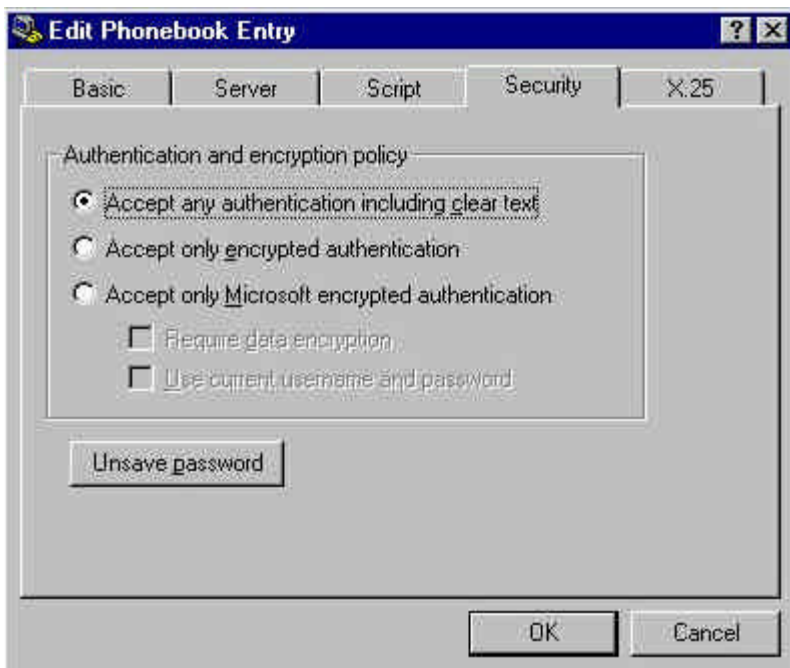 Edit Phonebook Entry
Basic Server Script Security X.25
Authentication and encryption policy
Accept any authentication including clear text
Accept only encrypted authentication
Accept only Microsoft encrypted authentication
Require data encryption
Use current username and password
Unsave password
OK Cancel